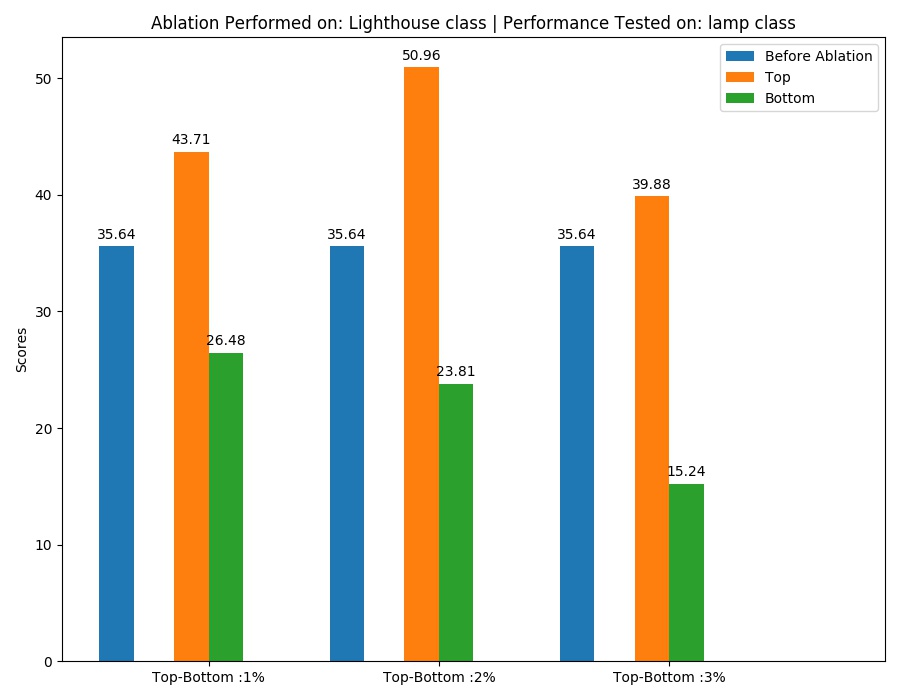 Ablation Performed on: Lighthouse class | Performance Tested on: lamp class
Before Ablation
Top
Bottom
Scores
50
40
30
20
10
0
35.64
43.71
26.48
35.64
50.96
23.81
35.64
39.88
15.24
Top-Bottom :1%
Top-Bottom :2%
Top-Bottom :3%